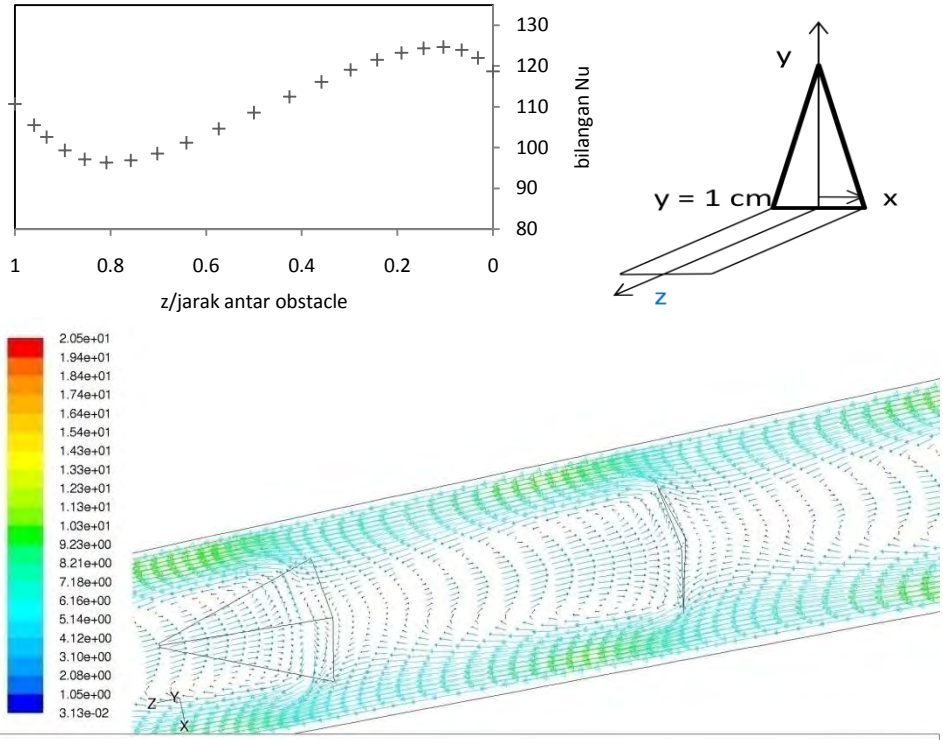 130
120
110
100
90
80
bilangan Nu
1 0.8 0.6 0.4 0.2 0
z/jarak antar obstacle
y
y = 1 cm
x
z
2.05e+01
1.94e+01
1.84e+01
1.74e+01
1.64e+01
1.54e+01
1.43e+01
1.33e+01
1.23e+01
1.13e+01
1.03e+01
9.23e+00
8.21e+00
7.18e+00
6.16e+00
5.14e+00
4.12e+00
3.10e+00
2.08e+00
1.05e+00
3.13e-02
Z Y
X